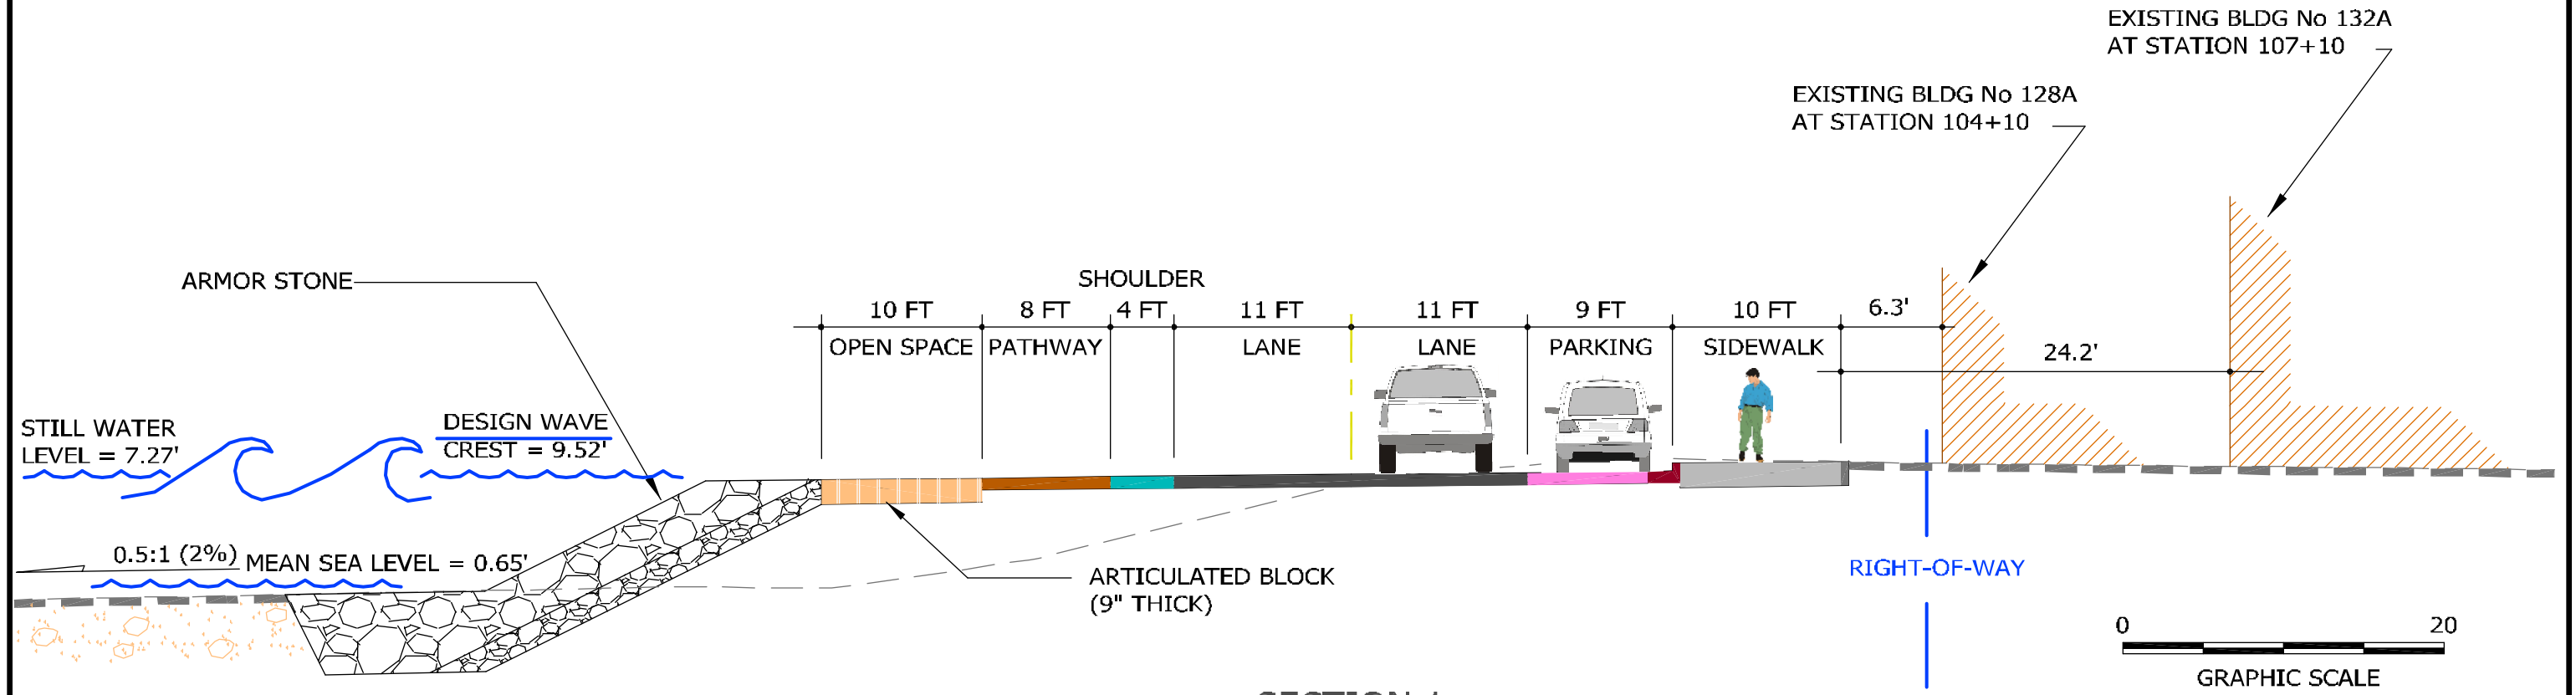 EXISTING BLDG No 132A
AT STATION 107+10
EXISTING BLDG No 128A
AT STATION 104+10
ARMOR STONE
SHOULDER
10 FT 8 FT 4 FT 11 FT 11 FT 9 FT 10 FT 6.3'
OPEN SPACE PATHWAY LANE LANE PARKING SIDEWALK 24.2'
STILL WATER
LEVEL = 7.27'
DESIGN WAVE
CREST = 9.52'
0.5:1 (2%) MEAN SEA LEVEL = 0.65'
ARTICULATED BLOCK
(9" THICK)
RIGHT-OF-WAY
0 20
GRAPHIC SCALE